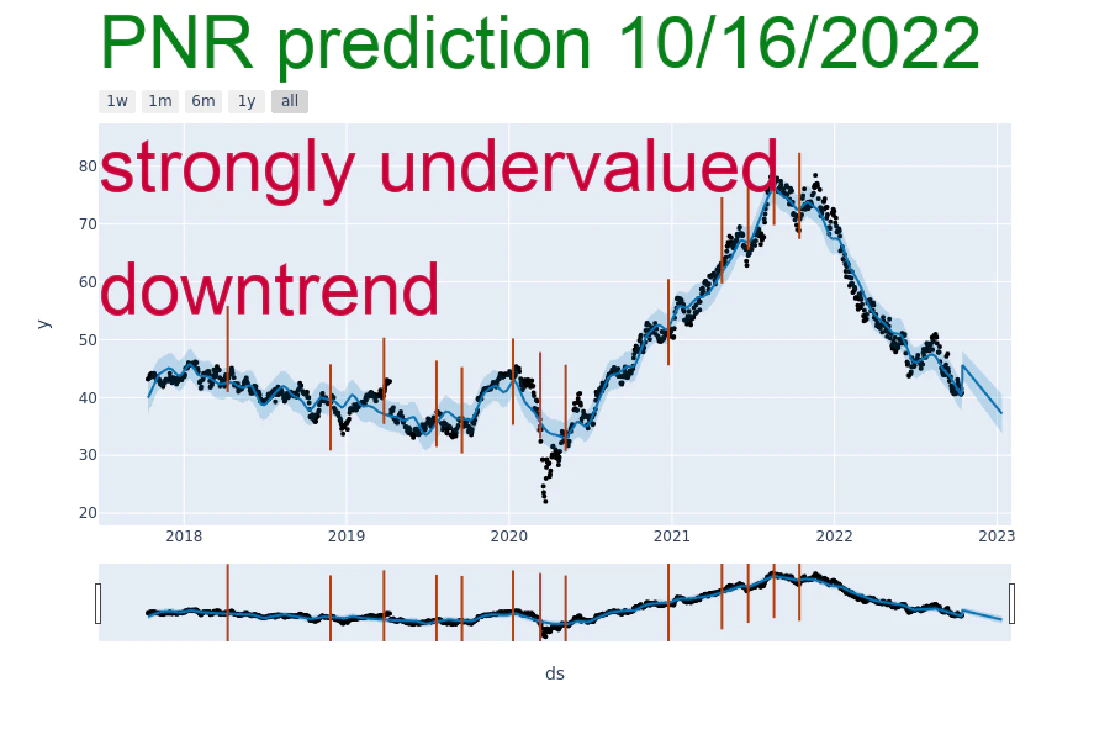 PNR prediction 10/16/2022
1w 1m 6m 1y all
strongly undervalued
downtrend
80
70
60
50
40
30
20
y
2018 2019 2020 2021 2022 2023
ds